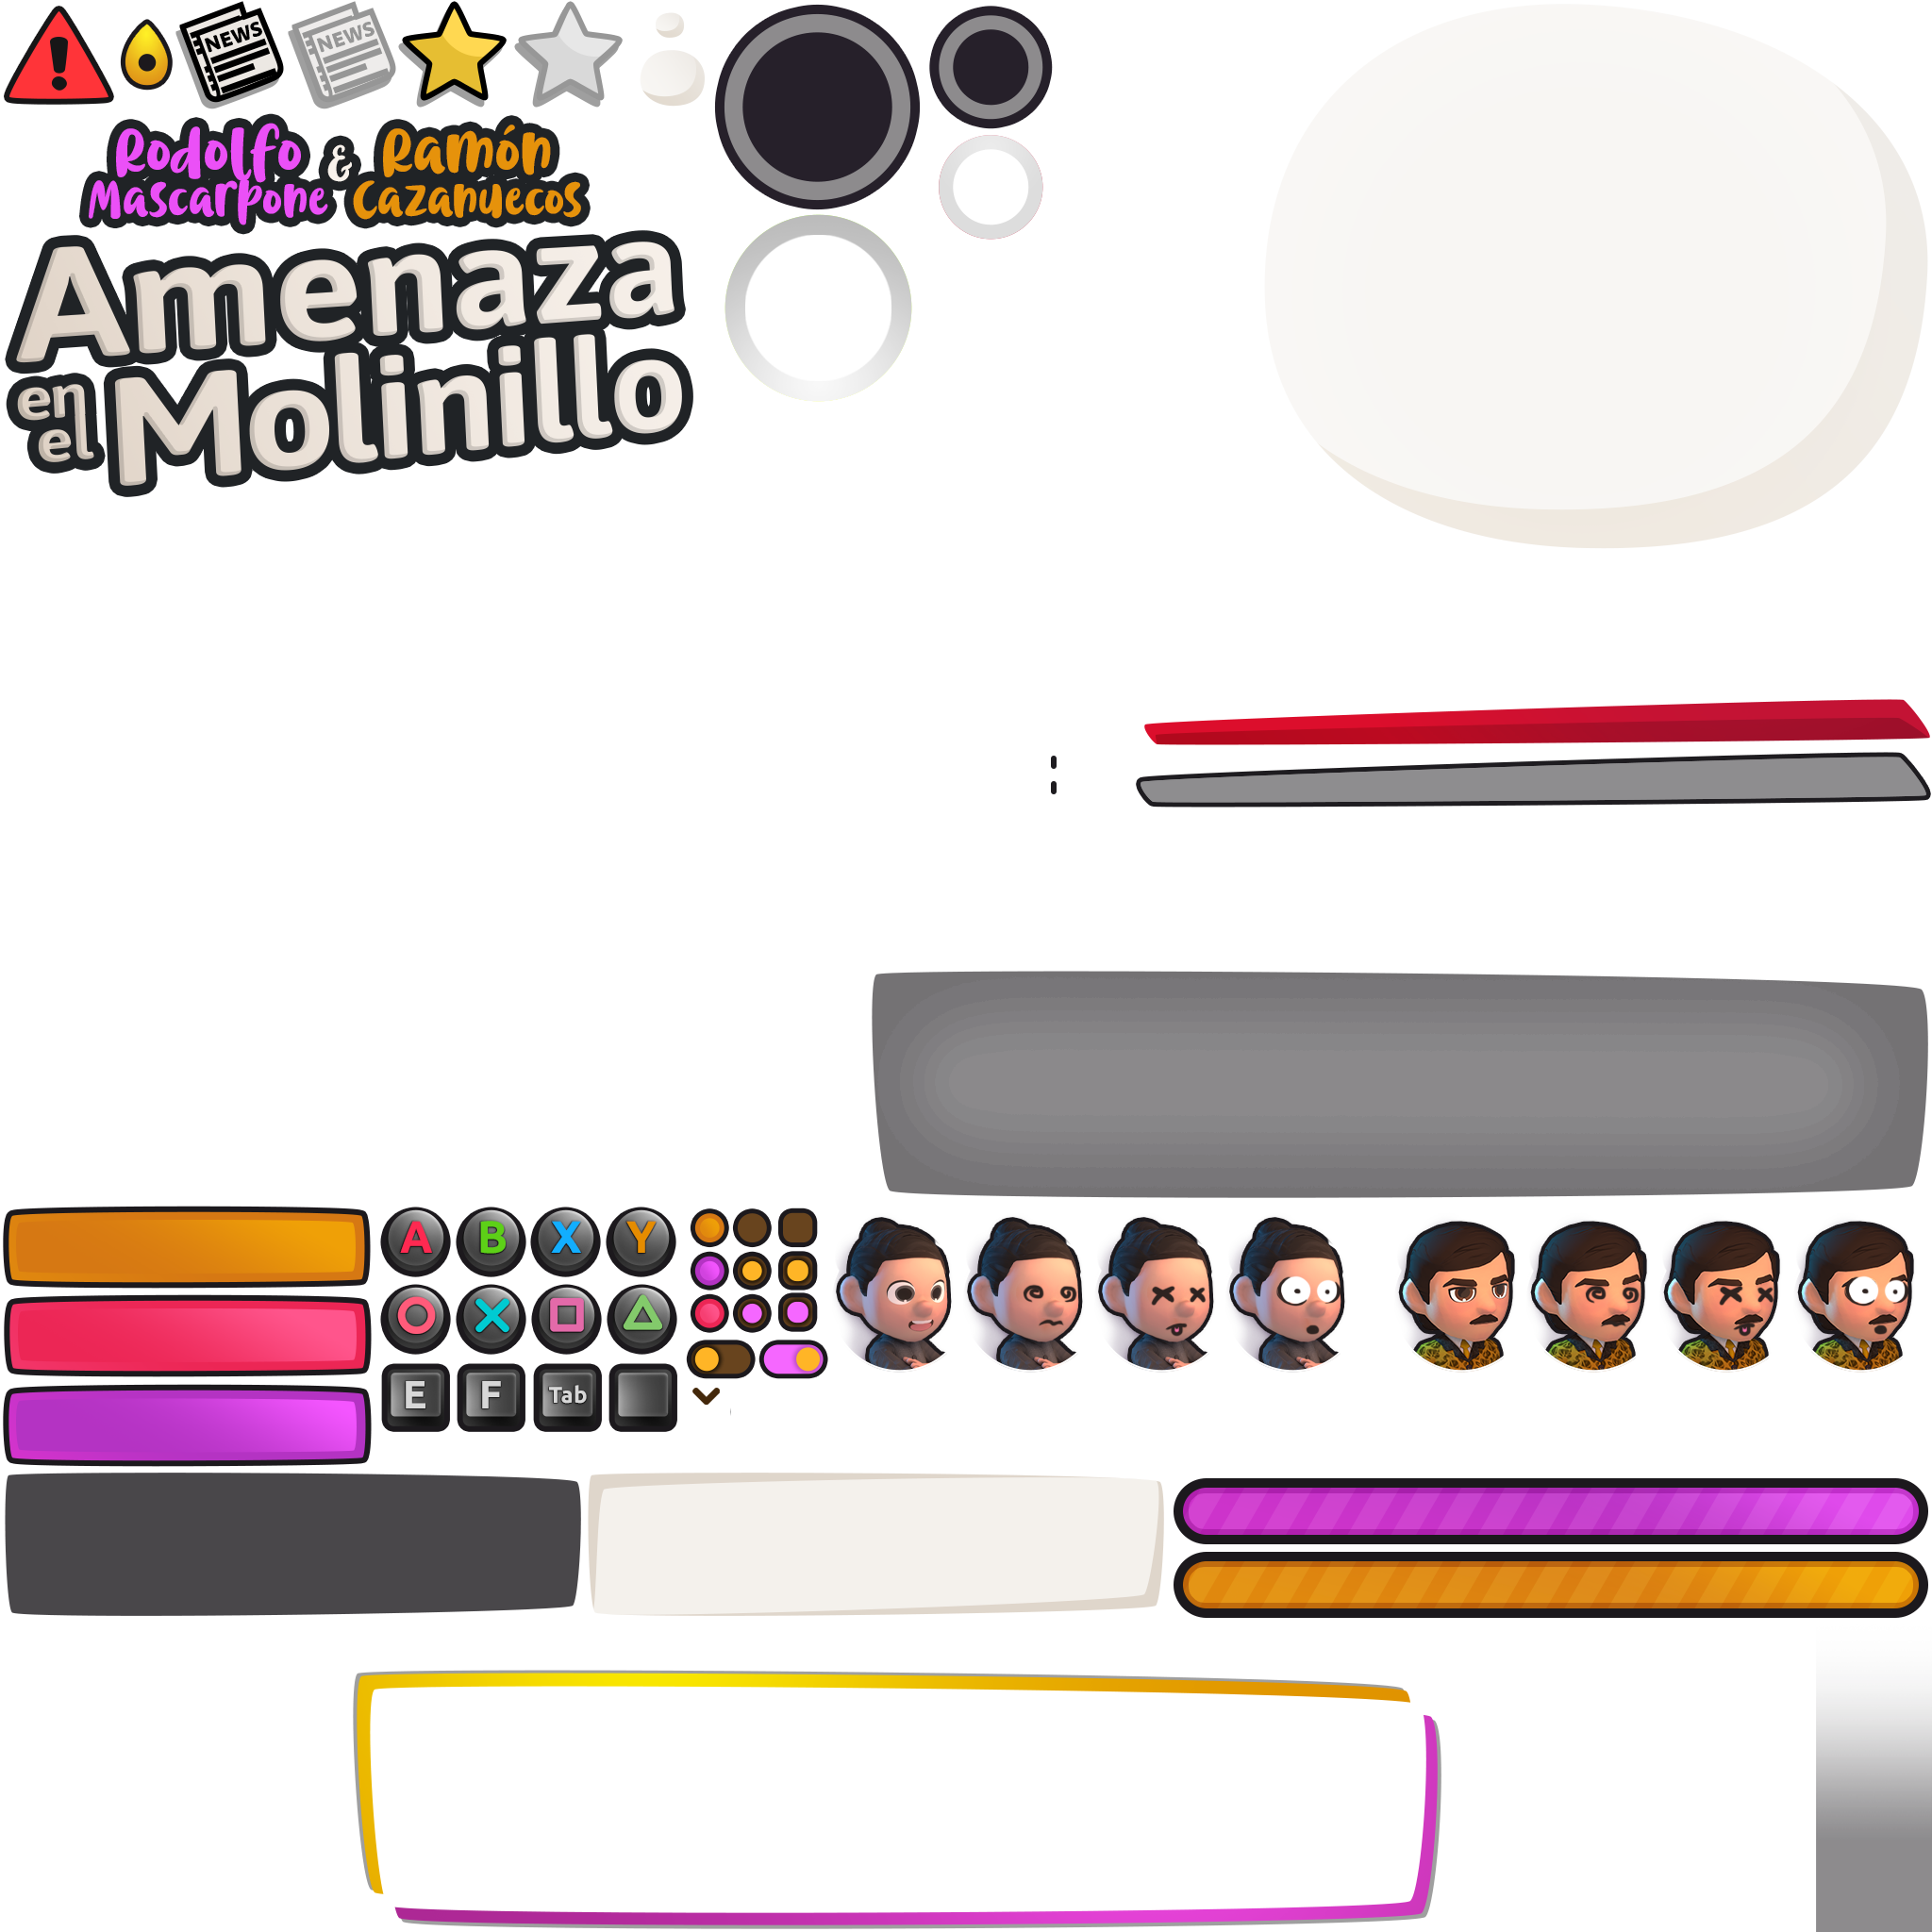 NEWS
NEWS
Rodolfo
Mascarpone
&
Ramón
Cazahuecos
Amenaza
en el Molinillo
A B X Y
E F Tab